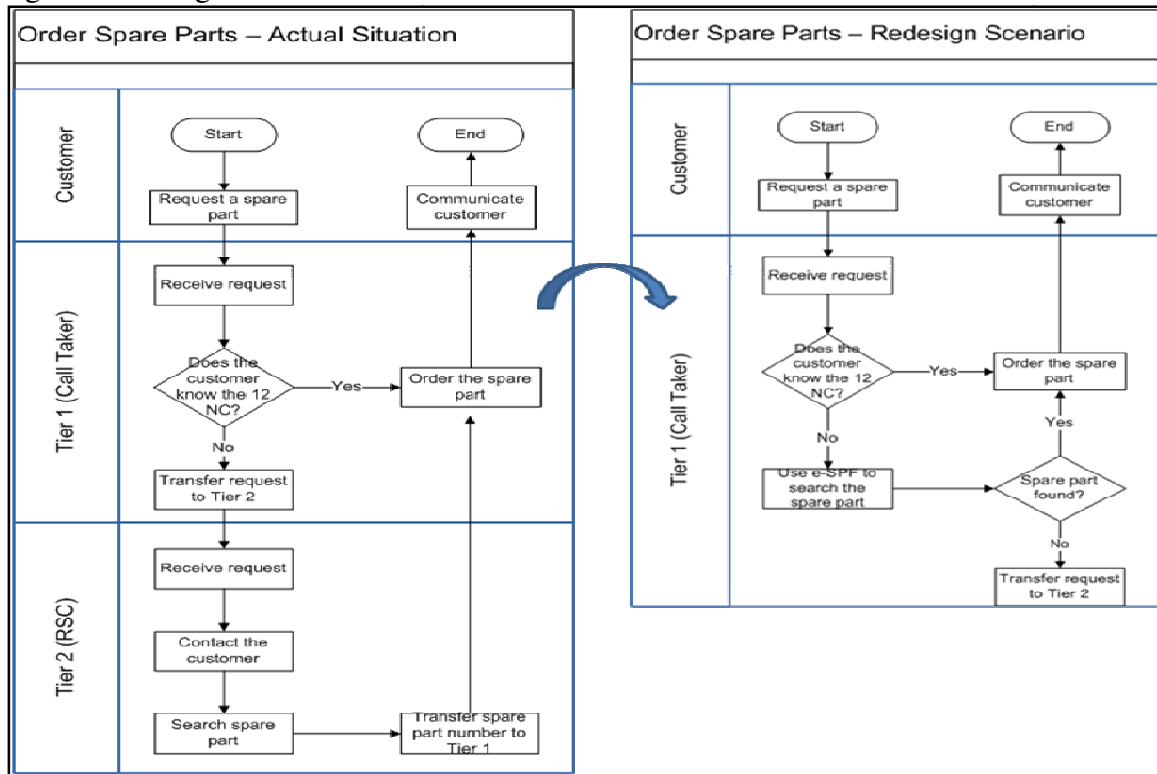 Order Spare Parts – Actual Situation
Customer
Start
End
Request a spare
part
Communicate
customer
Tier 1 (Call Taker)
Receive request
Does the
customer
know the 12
NC?
Yes
Order the spare
part
No
Transfer request
to Tier 2
Tier 2 (RSC)
Receive request
Contact the
customer
Search spare
part
Transfer spare
part number to
Tier 1
Order Spare Parts – Redesign Scenario
Customer
Start
End
Request a spare
part
Communicate
customer
Tier 1 (Call Taker)
Receive request
Does the
customer
know the 12
NC?
Yes
Order the spare
part
No
Yes
Use e-SPF to
search the
spare part
Spare part
found?
No
Transfer request
to Tier 2